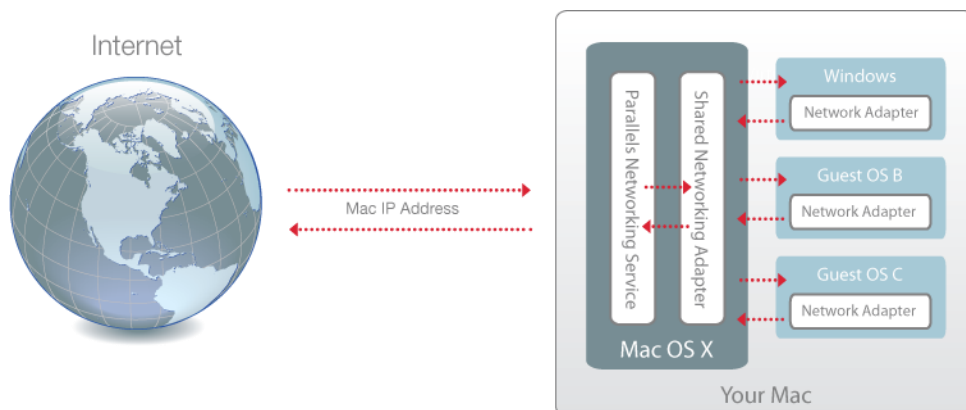 Internet
Mac IP Address
Parallels Networking Service
Shared Networking Adapter
Mac OS X
Windows
Network Adapter
Guest OS B
Network Adapter
Guest OS C
Network Adapter
Your Mac